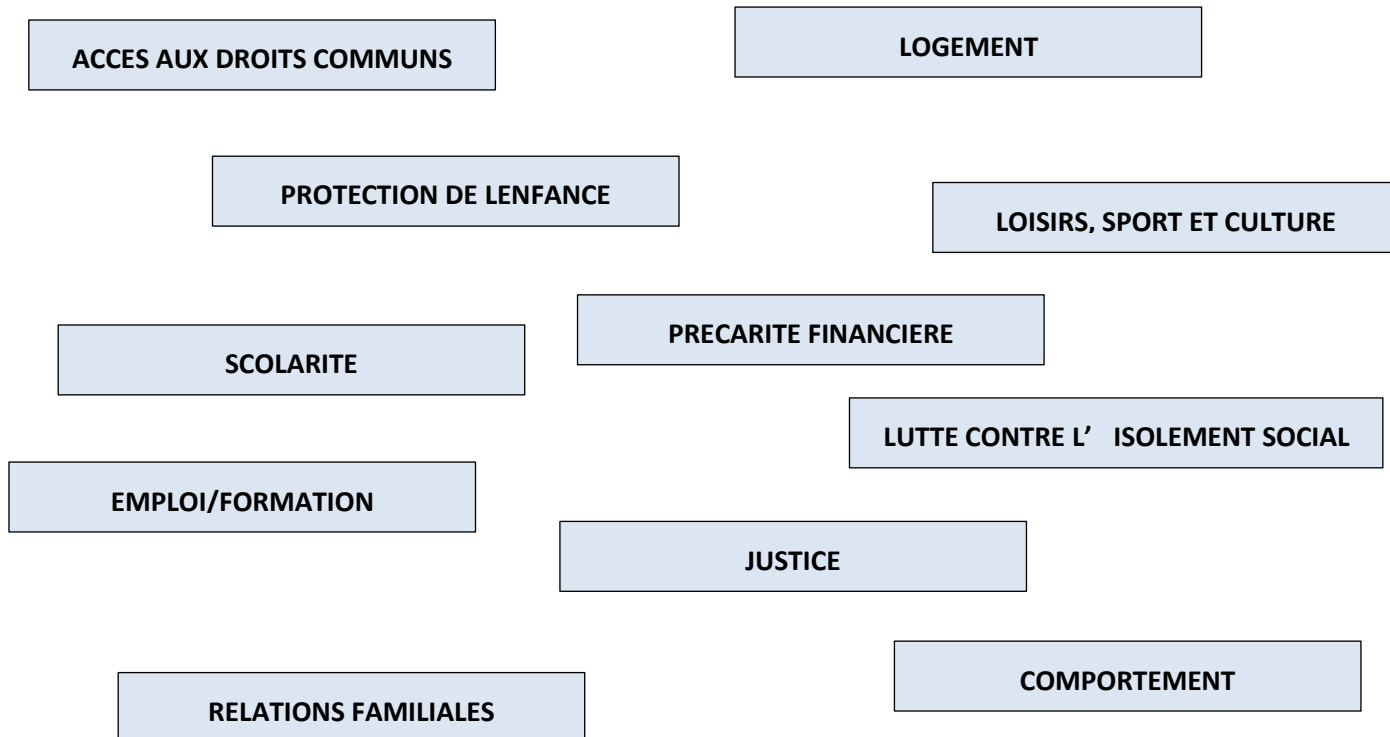 ACCES AUX DROITS COMMUNS
LOGEMENT
PROTECTION DE LENFANCE
LOISIRS, SPORT ET CULTURE
PRECARITE FINANCIERE
SCOLARITE
LUTTE CONTRE L’ ISOLEMENT SOCIAL
EMPLOI/FORMATION
JUSTICE
COMPORTEMENT
RELATIONS FAMILIALES